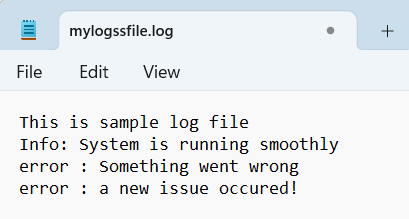 mylogssfile.log
File Edit View
This is sample log file
Info: System is running smoothly
error : Something went wrong
error : a new issue occured!